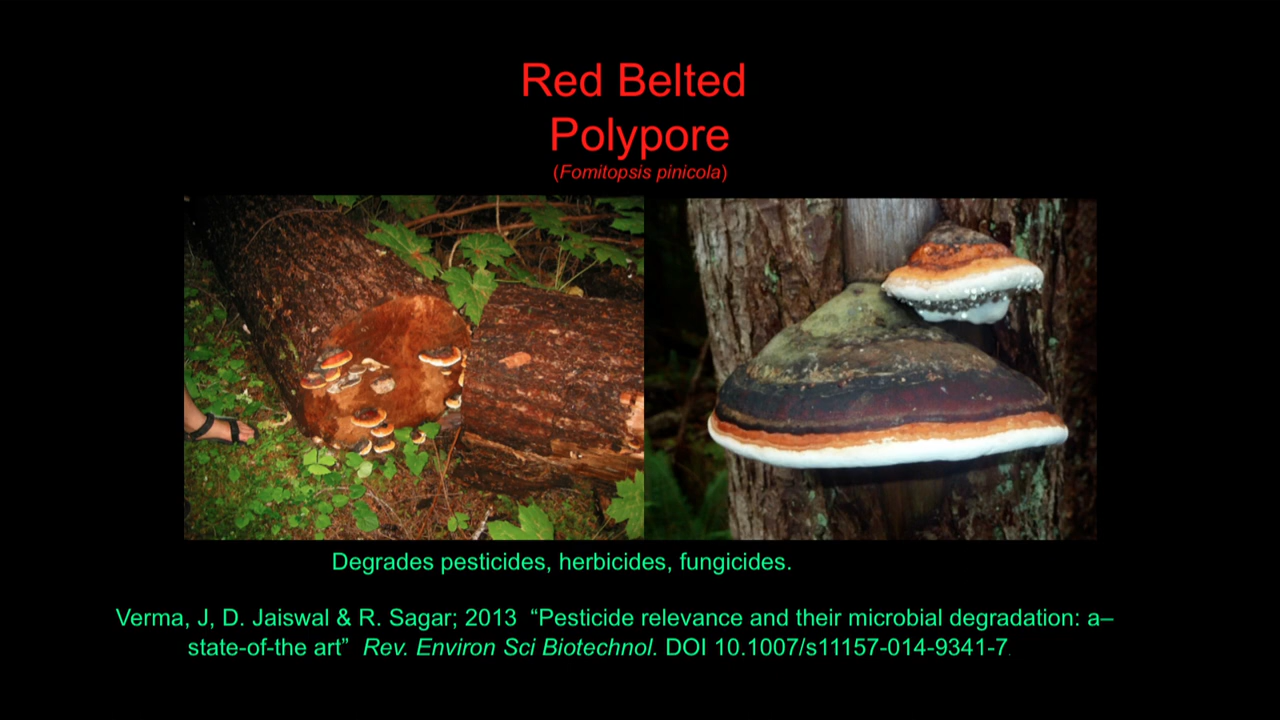 Red Belted
Polypore
(Fomitopsis pinicola)
Degrades pesticides, herbicides, fungicides.
Verma, J, D. Jaiswal & R. Sagar; 2013  “Pesticide relevance and their microbial degradation: a–
state-of-the art”  Rev. Environ Sci Biotechnol. DOI 10.1007/s11157-014-9341-7.